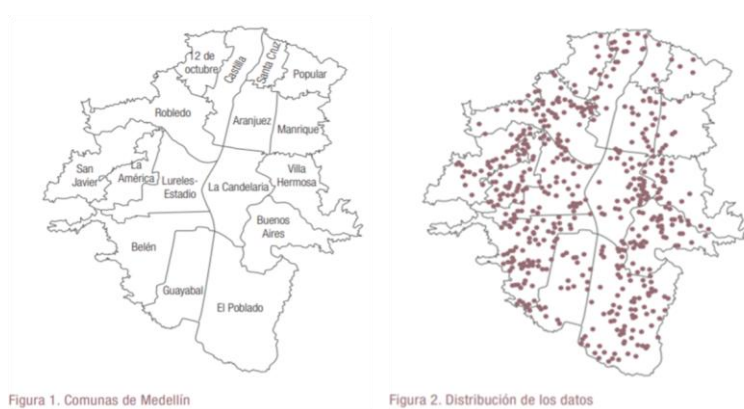 12 de
octubre
Castilla
Santa Cruz
Popular
Robledo
Aranjuez
Manrique
San
Javier
La
América
Lureles-
Estadio
La Candelaria
Villa
Hermosa
Buenos
Aires
Belén
Guayabal
El Poblado
Figura 1. Comunas de Medellín
Figura 2. Distribución de los datos